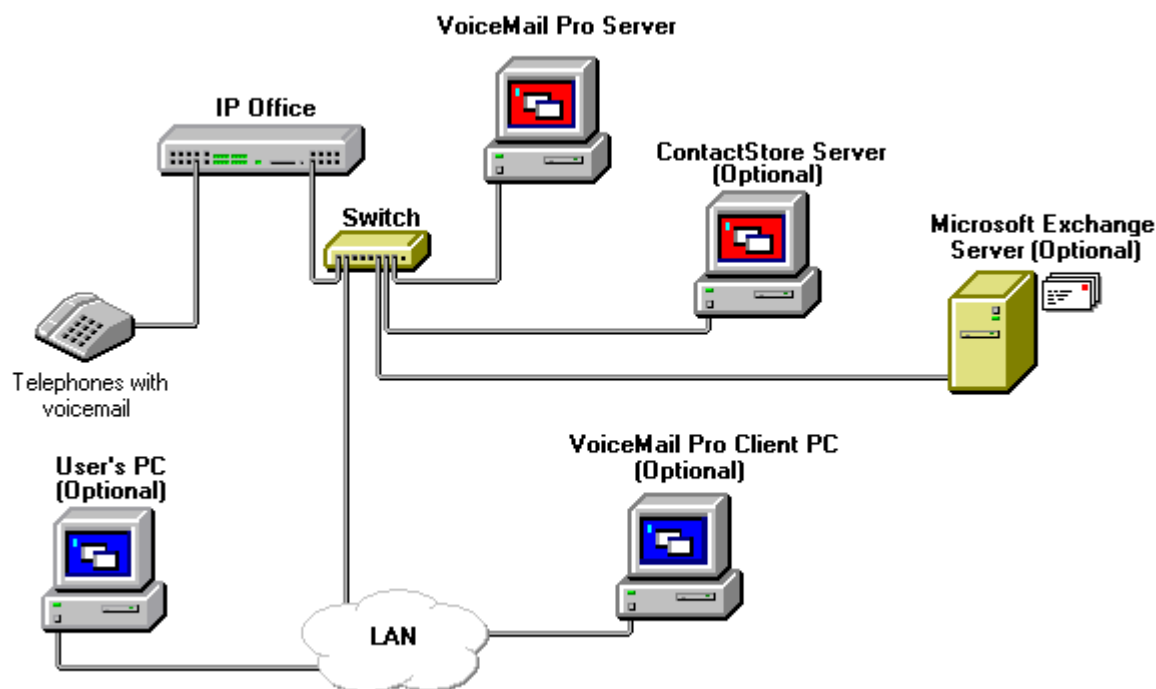 VoiceMail Pro Server
IP Office
ContactStore Server
(Optional)
Switch
Microsoft Exchange
Server (Optional)
Telephones with
voicemail
VoiceMail Pro Client PC
(Optional)
User's PC
(Optional)
LAN